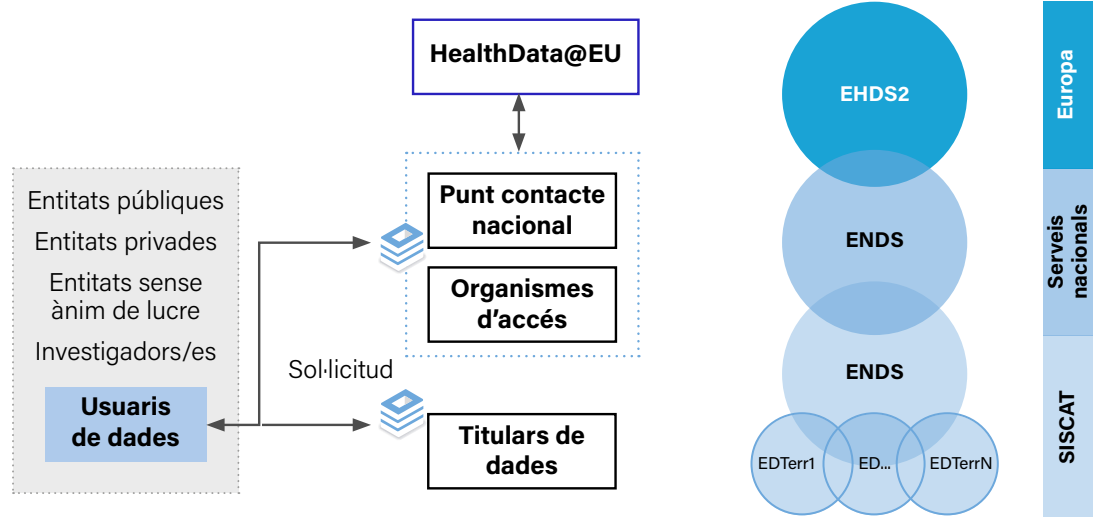 HealthData@EU
Punt contacte
nacional
Organismes
d'accés
Entitats públiques
Entitats privades
Entitats sense
ànim de lucre
Investigadors/es
Usuaris
de dades
Sol·licitud
Titulars de
dades
EHDS2
ENDS
ENDS
EDTerr1
ED...
EDTerrN
Europa
Serveis
nacionals
SISCAT